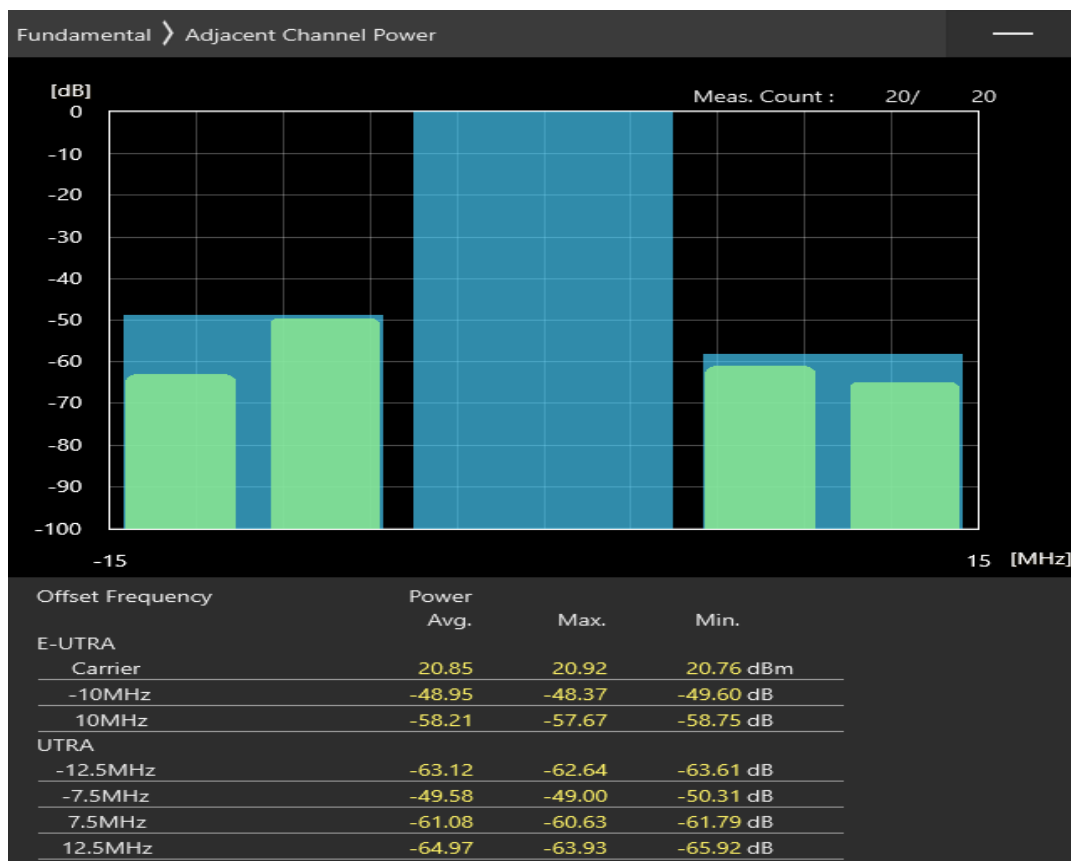 Fundamental ❯ Adjacent Channel Power
[dB]
Meas. Count : 20/ 20
0
-10
-20
-30
-40
-50
-60
-70
-80
-90
-100
-15 15 [MHz]
Offset Frequency Power
Avg. Max. Min.
E-UTRA
Carrier 20.85 20.92 20.76 dBm
-10MHz -48.95 -48.37 -49.60 dB
10MHz -58.21 -57.67 -58.75 dB
UTRA
-12.5MHz -63.12 -62.64 -63.61 dB
-7.5MHz -49.58 -49.00 -50.31 dB
7.5MHz -61.08 -60.63 -61.79 dB
12.5MHz -64.97 -63.93 -65.92 dB